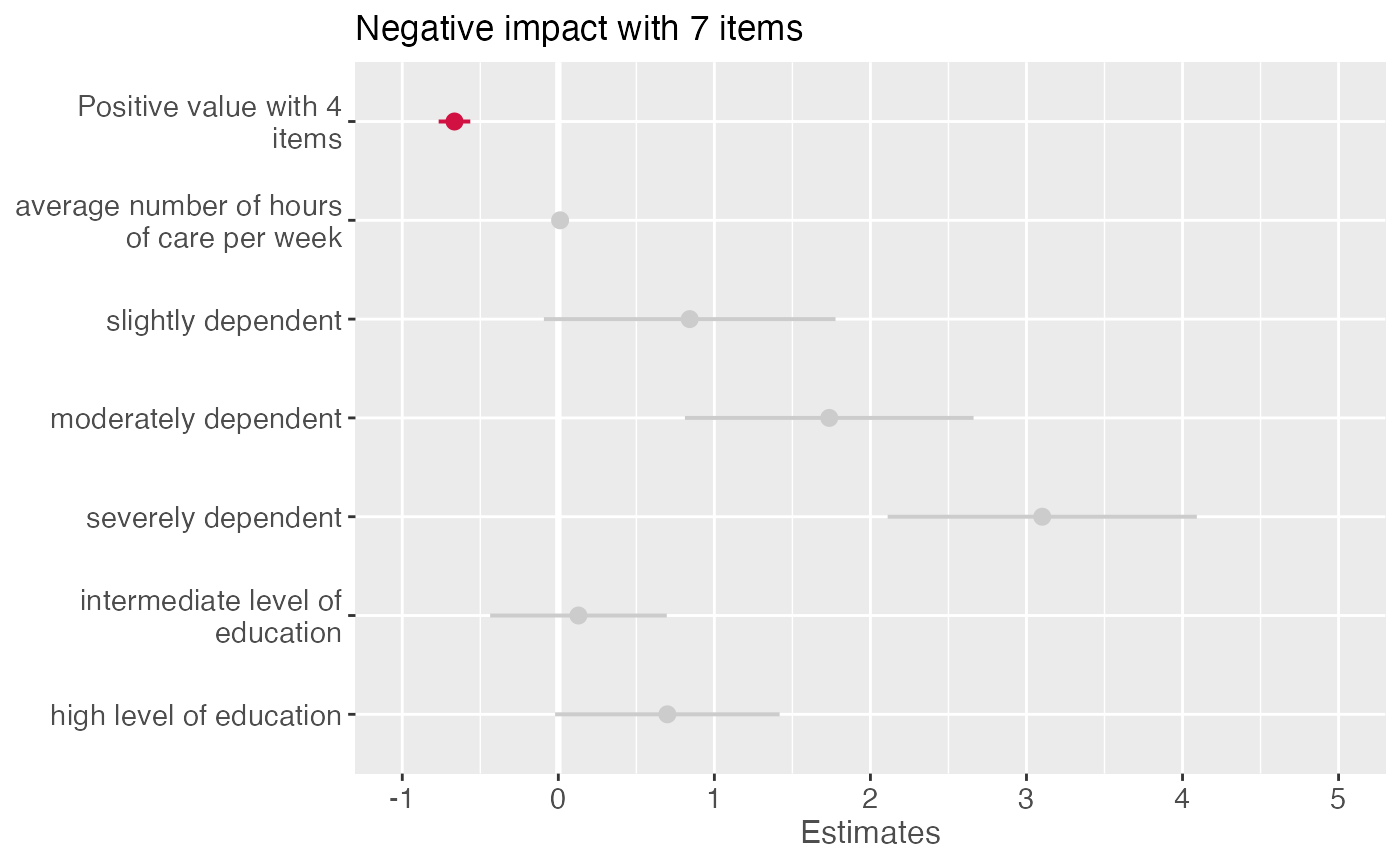 Negative impact with 7 items
Positive value with 4
items
average number of hours
of care per week
slightly dependent
moderately dependent
severely dependent
intermediate level of
education
high level of education
-1 0 1 2 3 4 5
Estimates